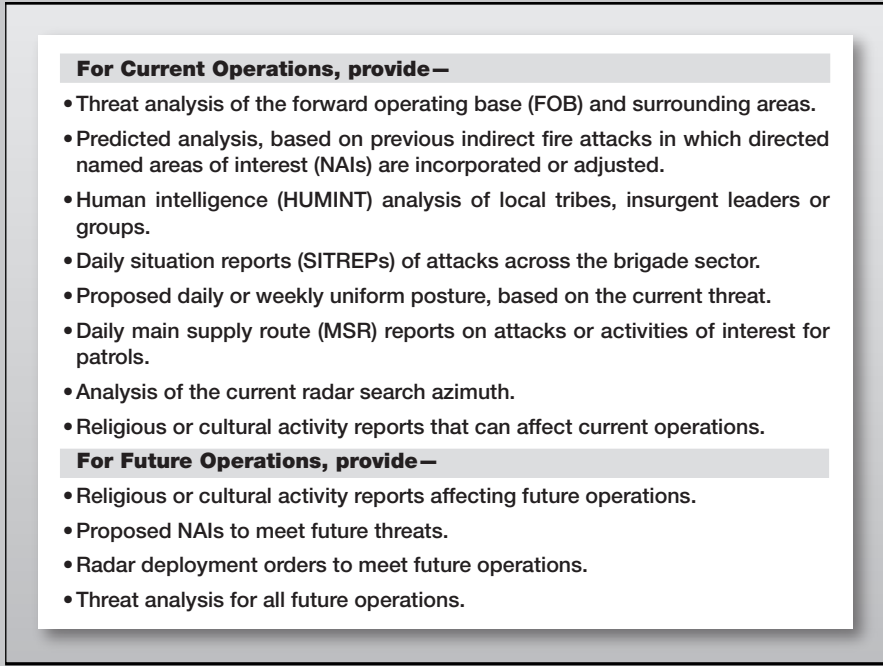 For Current Operations, provide—
•Threat analysis of the forward operating base (FOB) and surrounding areas.
•Predicted analysis, based on previous indirect fire attacks in which directed
named areas of interest (NAIs) are incorporated or adjusted.
•Human intelligence (HUMINT) analysis of local tribes, insurgent leaders or
groups.
•Daily situation reports (SITREPs) of attacks across the brigade sector.
•Proposed daily or weekly uniform posture, based on the current threat.
•Daily main supply route (MSR) reports on attacks or activities of interest for
patrols.
•Analysis of the current radar search azimuth.
•Religious or cultural activity reports that can affect current operations.
For Future Operations, provide—
•Religious or cultural activity reports affecting future operations.
•Proposed NAIs to meet future threats.
•Radar deployment orders to meet future operations.
•Threat analysis for all future operations.